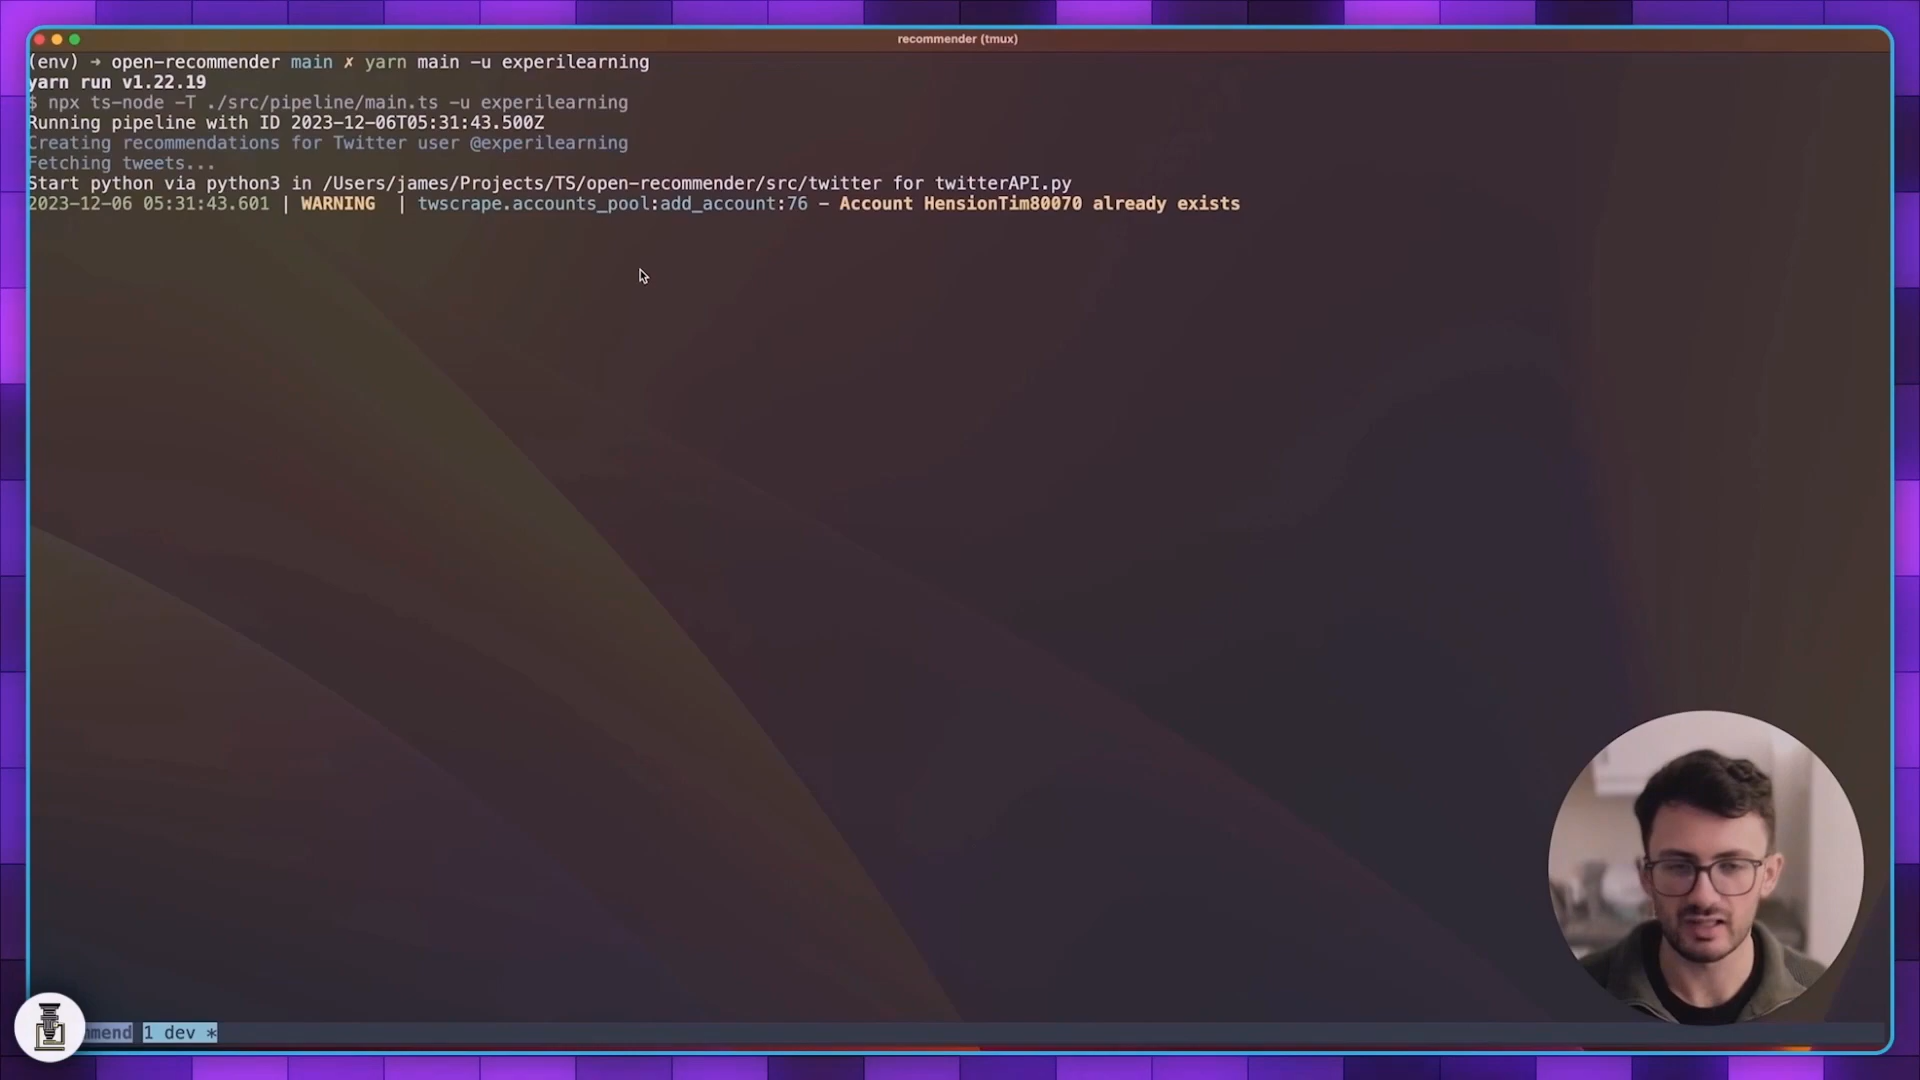 recommender (tmux)
(env) → open-recommender main ✗ yarn main -u experilearning
yarn run v1.22.19
$ npx ts-node -T ./src/pipeline/main.ts -u experilearning
Running pipeline with ID 2023-12-06T05:31:43.500Z
Creating recommendations for Twitter user @experilearning
Fetching tweets...
Start python via python3 in /Users/james/Projects/TS/open-recommender/src/twitter for twitterAPI.py
2023-12-06 05:31:43.601 | WARNING  | twscrape.accounts_pool:add_account:76 - Account HensionTim80070 already exists
mmend 1 dev *